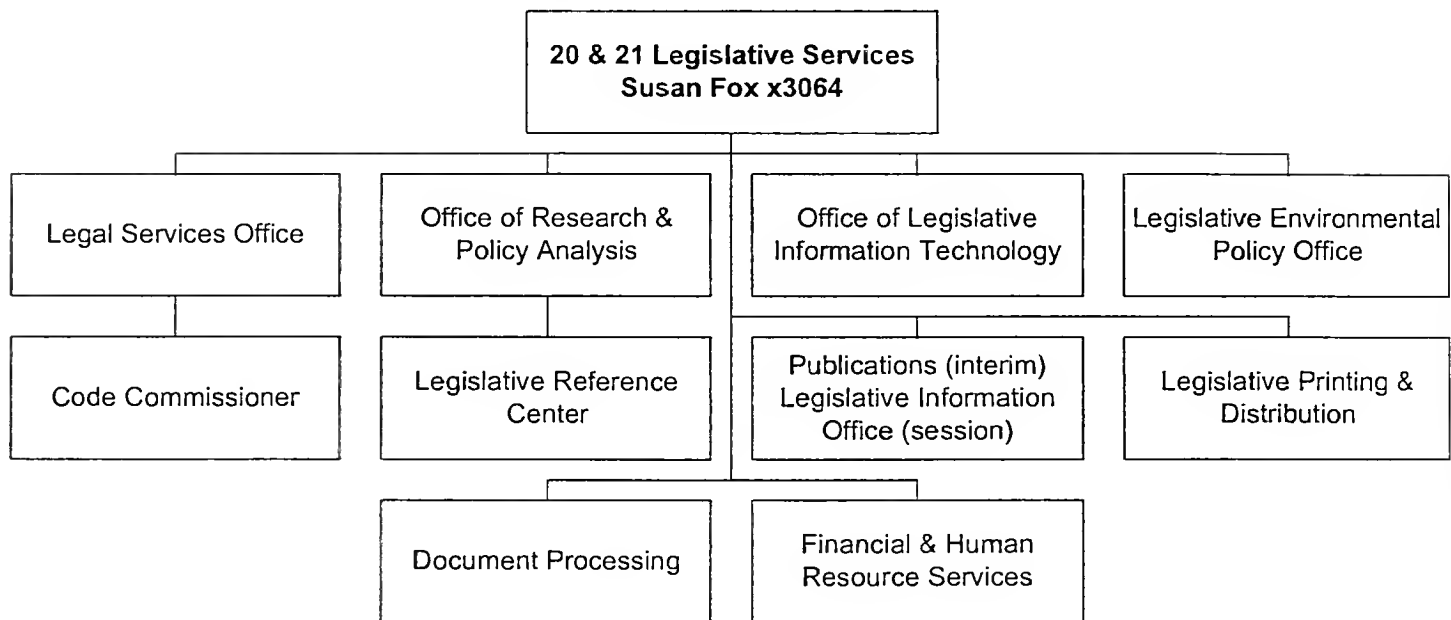 20 & 21 Legislative Services
Susan Fox x3064
Legal Services Office
Office of Research &
Policy Analysis
Office of Legislative
Information Technology
Legislative Environmental
Policy Office
Code Commissioner
Legislative Reference
Center
Publications (interim)
Legislative Information
Office (session)
Legislative Printing &
Distribution
Document Processing
Financial & Human
Resource Services